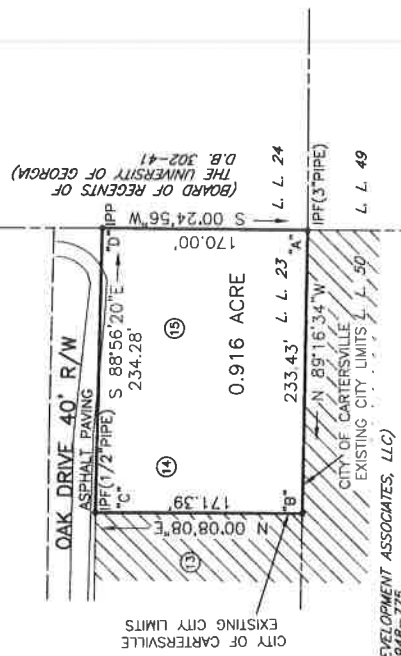 OAK DRIVE 40' R/W
ASPHALT PAVING
IPF(1/2"PIPE)
"C"
S 88°56'20"E
234.28'
"D" IPP
(BOARD OF REGENTS OF
THE UNIVERSITY OF GEORGIA)
D.B. 302-41
S 00°24'56"W
170.00'
L. L. 24
13
14
15
N 00°08'08"E
171.39'
0.916 ACRE
L. L. 23
"A"
"B"
233.43'
IPF(3"PIPE)
N 89°16'34"W
L. L. 49
L. L. 50
CITY OF CARTERSVILLE
EXISTING CITY LIMITS
CITY OF CARTERSVILLE
EXISTING CITY LIMITS
EVELOPMENT ASSOCIATES, LLC)
948-775